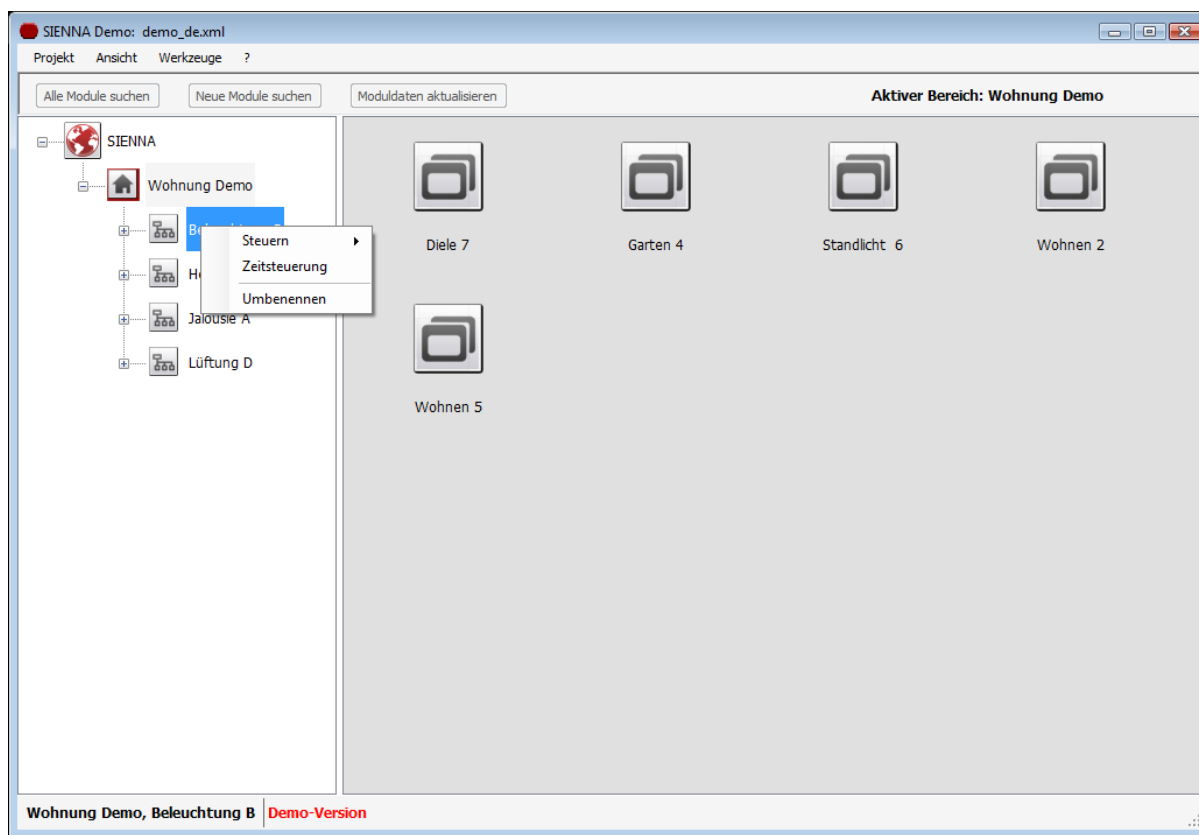 SIENNA Demo: demo_de.xml
Projekt Ansicht Werkzeuge ?
Alle Module suchen Neue Module suchen Moduldaten aktualisieren Aktiver Bereich: Wohnung Demo
SIENNA
Wohnung Demo
Steuern
Zeitsteuerung
Umbenennen
Jalousie A
Lüftung D
Diele 7 Garten 4 Standlicht 6 Wohnen 2
Wohnen 5
Wohnung Demo, Beleuchtung B Demo-Version